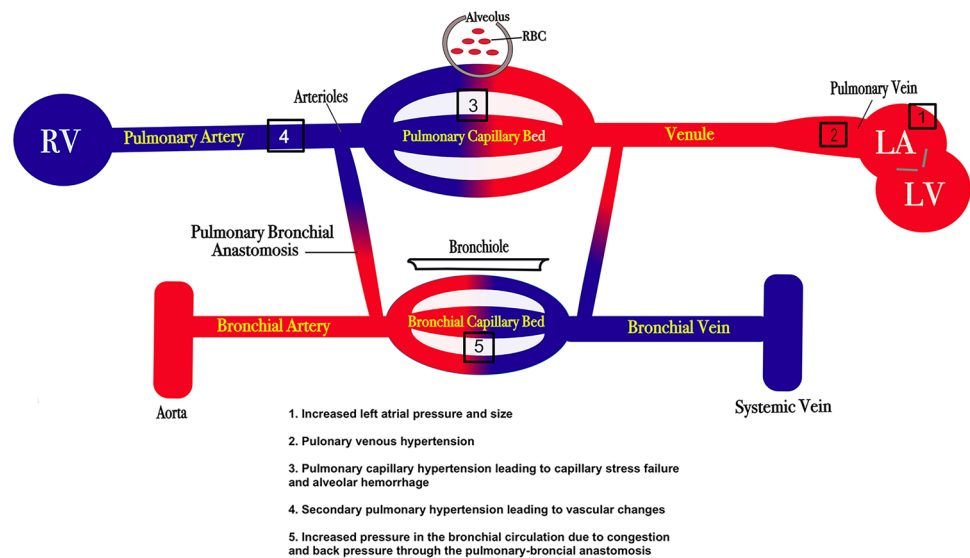 Alveolus
RBC
Arterioles
Pulmonary Vein
1
3
4
2
RV
Pulmonary Artery
Pulmonary Capillary Bed
Venule
LA
LV
Pulmonary Bronchial
Anastomosis
Bronchiole
Bronchial Artery
Bronchial Capillary Bed
Bronchial Vein
5
Aorta
Systemic Vein
1. Increased left atrial pressure and size
2. Pulonary venous hypertension
3. Pulmonary capillary hypertension leading to capillary stress failure
and alveolar hemorrhage
4. Secondary pulmonary hypertension leading to vascular changes
5. Increased pressure in the bronchial circulation due to congestion
and back pressure through the pulmonary-broncial anastomosis